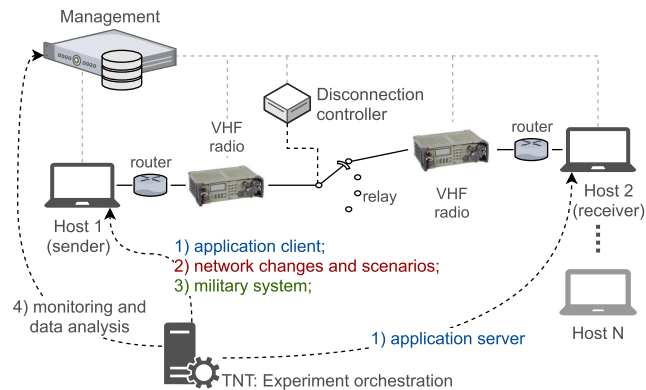 Management
Disconnection
controller
VHF
radio
router
router
VHF
radio
relay
Host 1
(sender)
Host 2
(receiver)
1) application client;
2) network changes and scenarios;
3) military system;
4) monitoring and
data analysis
1) application server
Host N
TNT: Experiment orchestration